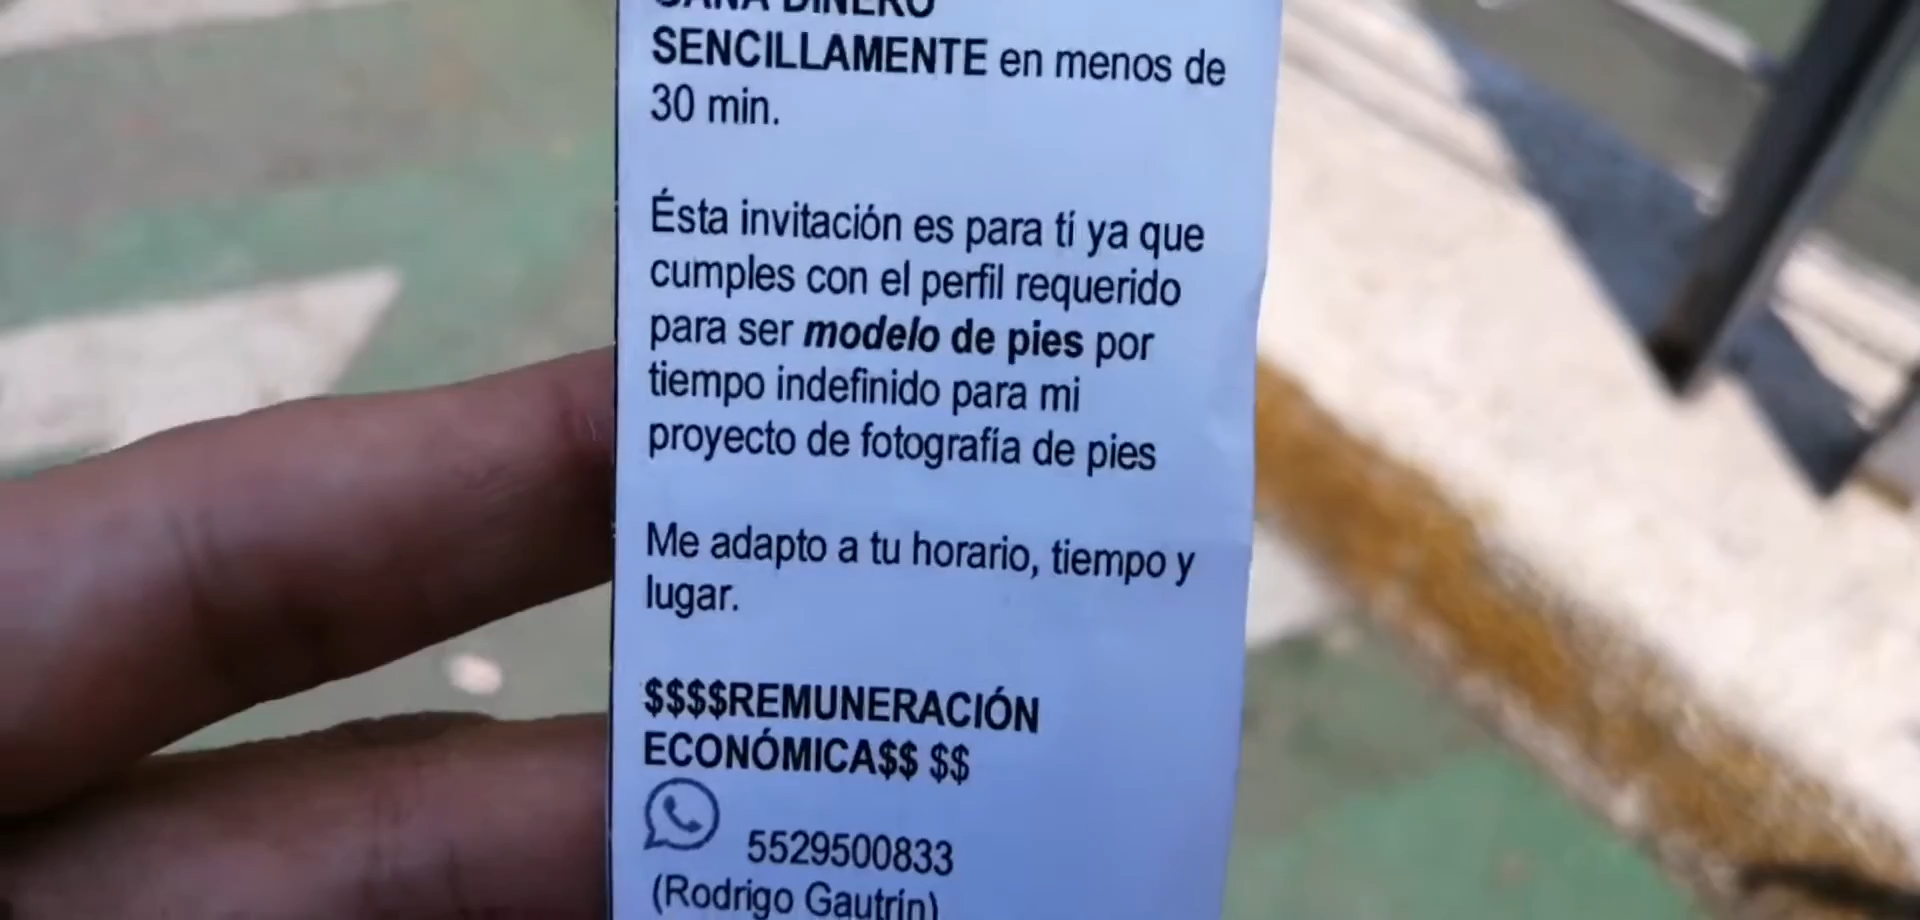 GANA DINERO
SENCILLAMENTE en menos de
30 min.
Ésta invitación es para tí ya que
cumples con el perfil requerido
para ser modelo de pies por
tiempo indefinido para mi
proyecto de fotografía de pies
Me adapto a tu horario, tiempo y
lugar.
$$$$REMUNERACIÓN
ECONÓMICA$$ $$
5529500833
(Rodrigo Gautrín)